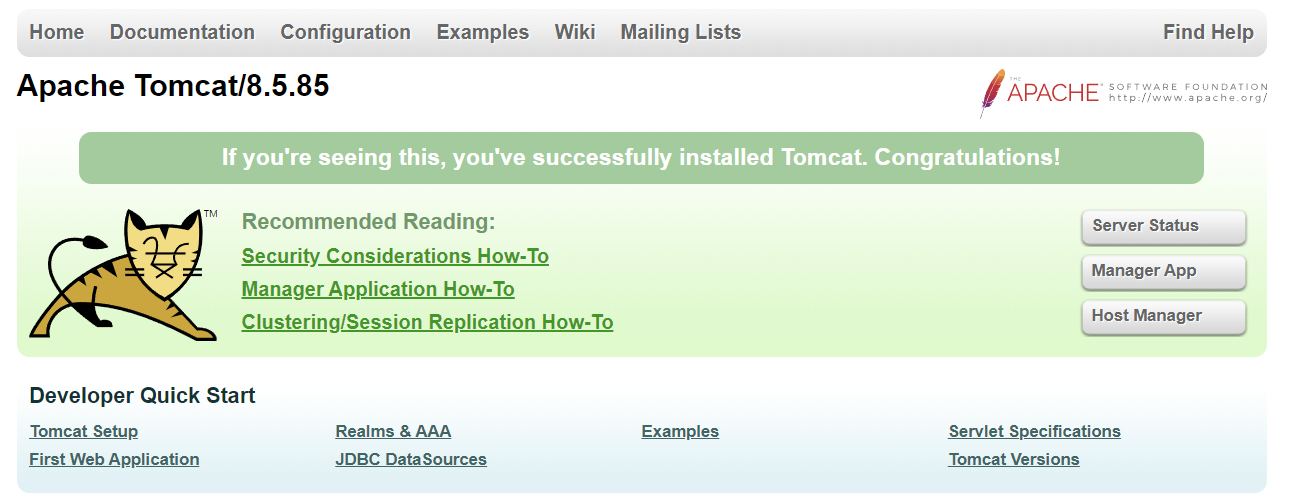 Home Documentation Configuration Examples Wiki Mailing Lists Find Help
Apache Tomcat/8.5.85
THE
APACHE® SOFTWARE FOUNDATION
http://www.apache.org/
If you're seeing this, you've successfully installed Tomcat. Congratulations!
TM
Recommended Reading:
Security Considerations How-To
Manager Application How-To
Clustering/Session Replication How-To
Server Status
Manager App
Host Manager
Developer Quick Start
Tomcat Setup Realms & AAA Examples Servlet Specifications
First Web Application JDBC DataSources Tomcat Versions